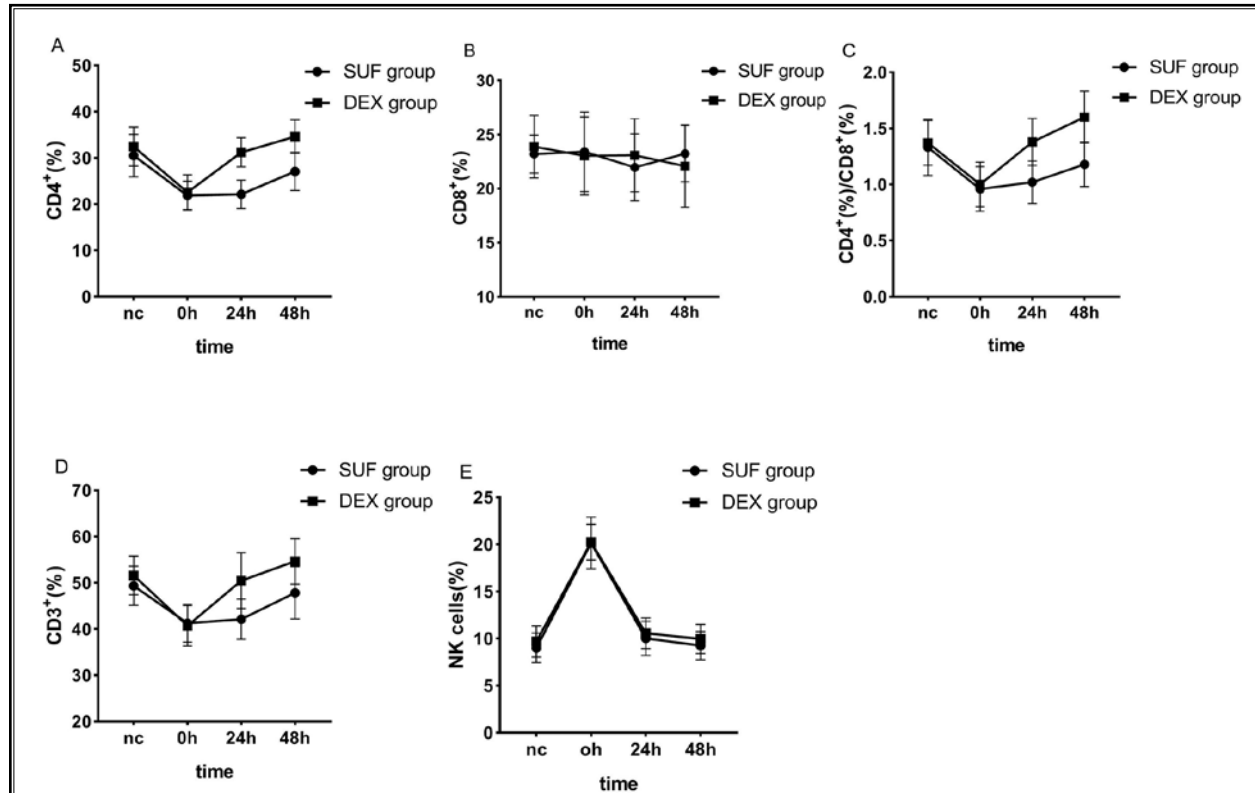 A
SUF group
DEX group
50
40
30
20
10
0
CD4+(%)
nc 0h 24h 48h
time
B
SUF group
DEX group
30
25
20
15
10
CD8+(%)
nc 0h 24h 48h
time
C
SUF group
DEX group
2.0
1.5
1.0
0.5
0.0
CD4+(%)/CD8+(%)
nc 0h 24h 48h
time
D
SUF group
DEX group
70
60
50
40
30
20
CD3+(%)
nc 0h 24h 48h
time
E
SUF group
DEX group
25
20
15
10
5
0
NK cells(%)
nc oh 24h 48h
time